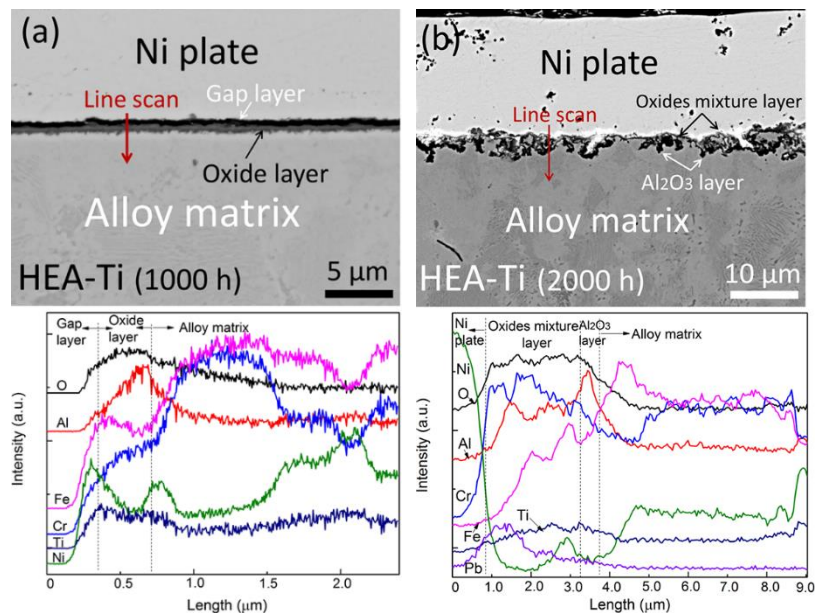 (a)
Ni plate
Line scan
Gap layer
Oxide layer
Alloy matrix
HEA-Ti (1000 h)
5 μm
(b)
Ni plate
Line scan
Oxides mixture layer
Al2O3 layer
Alloy matrix
HEA-Ti (2000 h)
10 μm
Gap layer
Oxide layer
Alloy matrix
O
Al
Fe
Cr
Ti
Ni
Intensity (a.u.)
0.0 0.5 1.0 1.5 2.0
Length (μm)
Ni plate
Oxides mixture layer
Al2O3 layer
Alloy matrix
Ni
O
Al
Cr
Ti
Fe
Pb
Intensity (a.u.)
0.0 1.0 2.0 3.0 4.0 5.0 6.0 7.0 8.0 9.0
Length (μm)